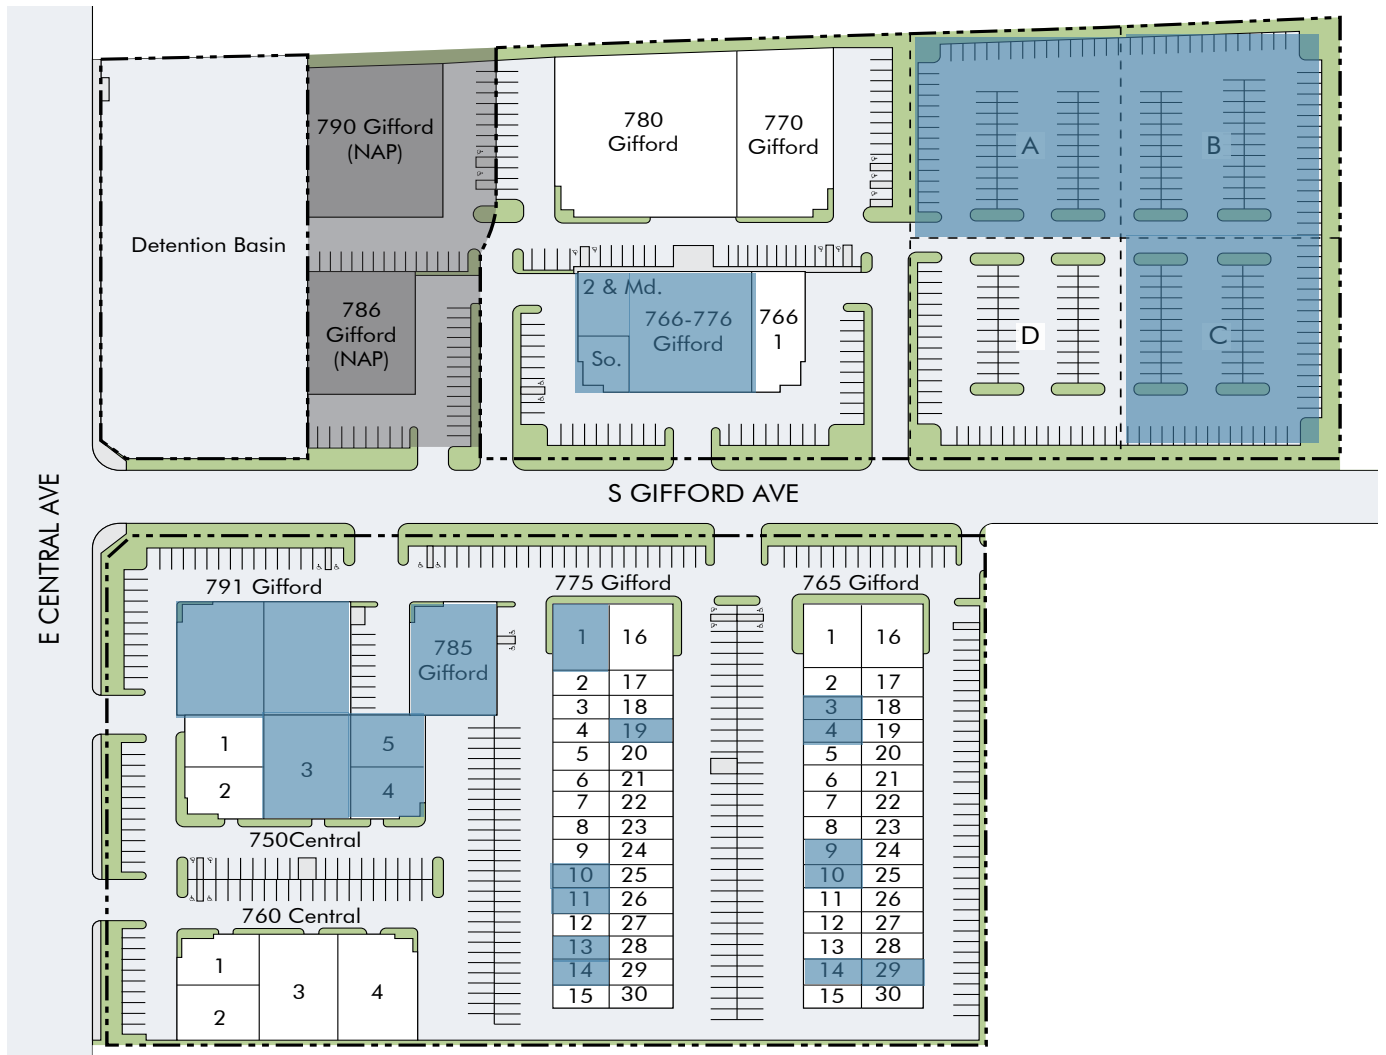 790 Gifford
(NAP)
780
Gifford
770
Gifford
A
B
Detention Basin
786
Gifford
(NAP)
2 & Md.
766-776
Gifford
So.
766
1
D
C
S GIFFORD AVE
E CENTRAL AVE
791 Gifford
775 Gifford
765 Gifford
785
Gifford
1
2
3
5
4
750Central
760 Central
1
2
3
4
1 16
2 17
3 18
4 19
5 20
6 21
7 22
8 23
9 24
10 25
11 26
12 27
13 28
14 29
15 30
1 16
2 17
3 18
4 19
5 20
6 21
7 22
8 23
9 24
10 25
11 26
12 27
13 28
14 29
15 30